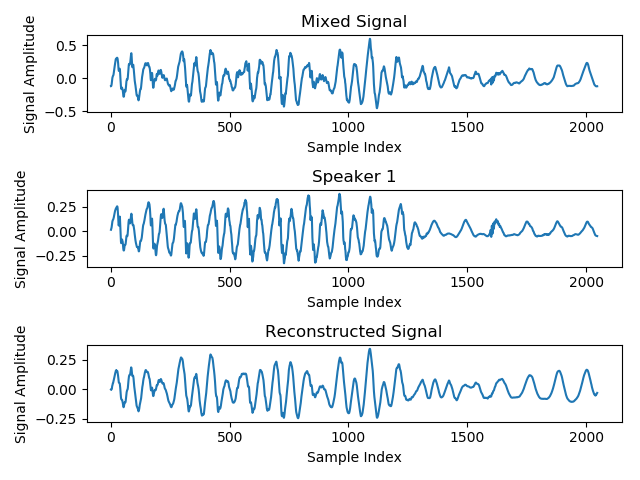 Mixed Signal
Signal Amplitude
0.5
0.0
−0.5
0 500 1000 1500 2000
Sample Index
Speaker 1
Signal Amplitude
0.25
0.00
−0.25
0 500 1000 1500 2000
Sample Index
Reconstructed Signal
Signal Amplitude
0.25
0.00
−0.25
0 500 1000 1500 2000
Sample Index